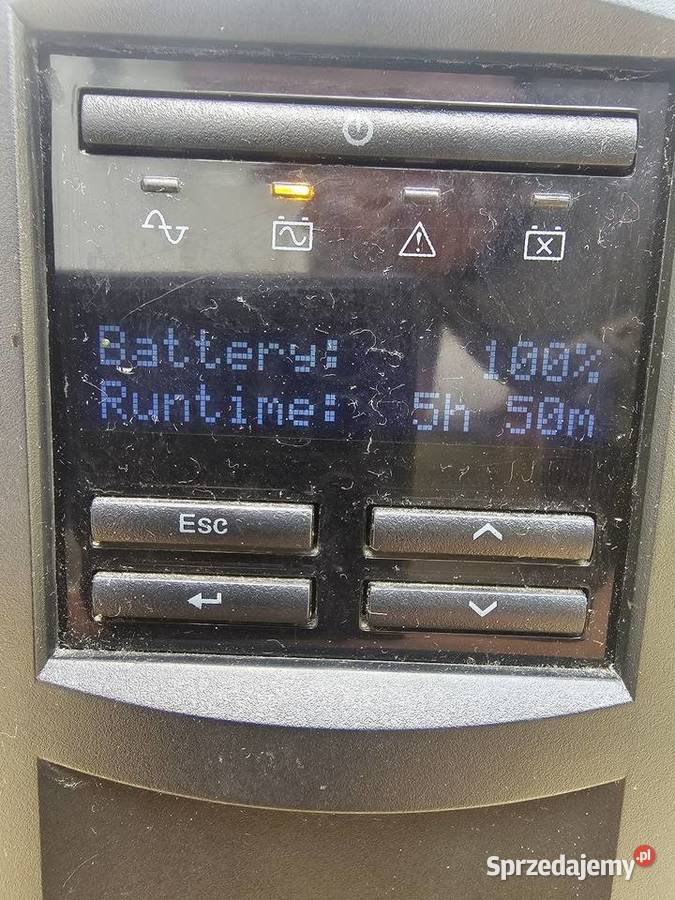 Battery: 100%
Runtime: 5h 50m
Esc
Sprzedajemy.pl